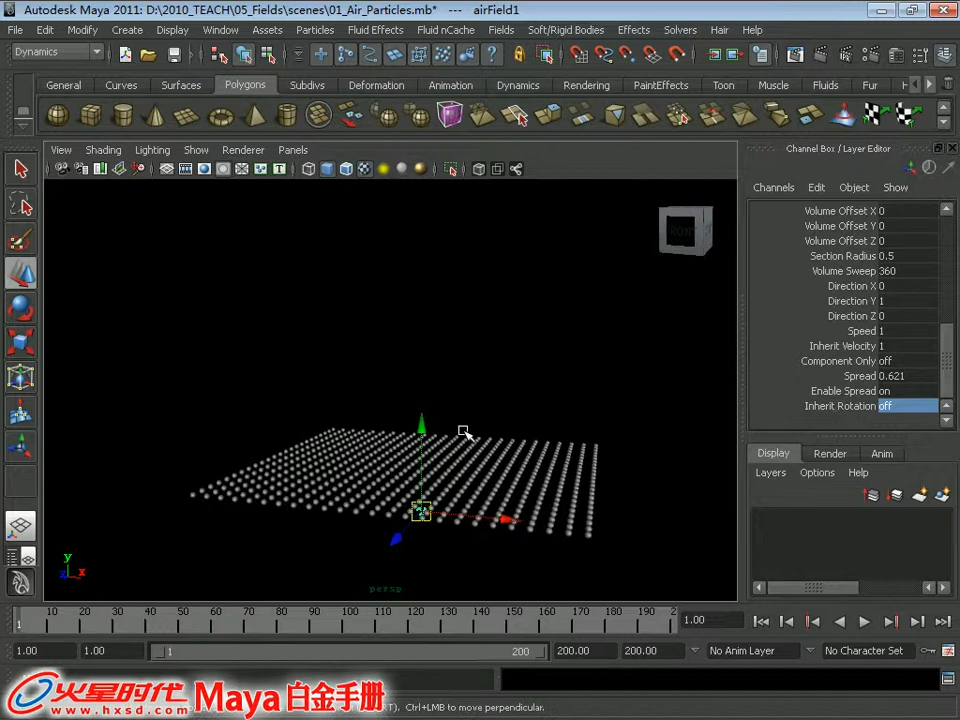 Autodesk Maya 2011: D:\2010_TEACH\05_Fields\scenes\01_Air_Particles.mb* --- airField1
File Edit Modify Create Display Window Assets Particles Fluid Effects Fluid nCache Fields Soft/Rigid Bodies Effects Solvers Hair Help
Dynamics
General Curves Surfaces Polygons Subdivs Deformation Animation Dynamics Rendering PaintEffects Toon Muscle Fluids Fur
View Shading Lighting Show Renderer Panels
Channel Box / Layer Editor
Channels Edit Object Show
Volume Offset X 0
Volume Offset Y 0
Volume Offset Z 0
Section Radius 0.5
Volume Sweep 360
Direction X 0
Direction Y 1
Direction Z 0
Speed 1
Inherit Velocity 1
Component Only off
Spread 0.621
Enable Spread on
Inherit Rotation off
FRONT
y
z x
persp
Display Render Anim
Layers Options Help
10 20 30 40 50 60 70 80 90 100 110 120 130 140 150 160 170 180 190 2
1
1.00
1.00 1.00 1 200 200.00 200.00 No Anim Layer No Character Set
火星时代 Maya 白金手册
www.hxsd.com
Ctrl+LMB to move perpendicular.